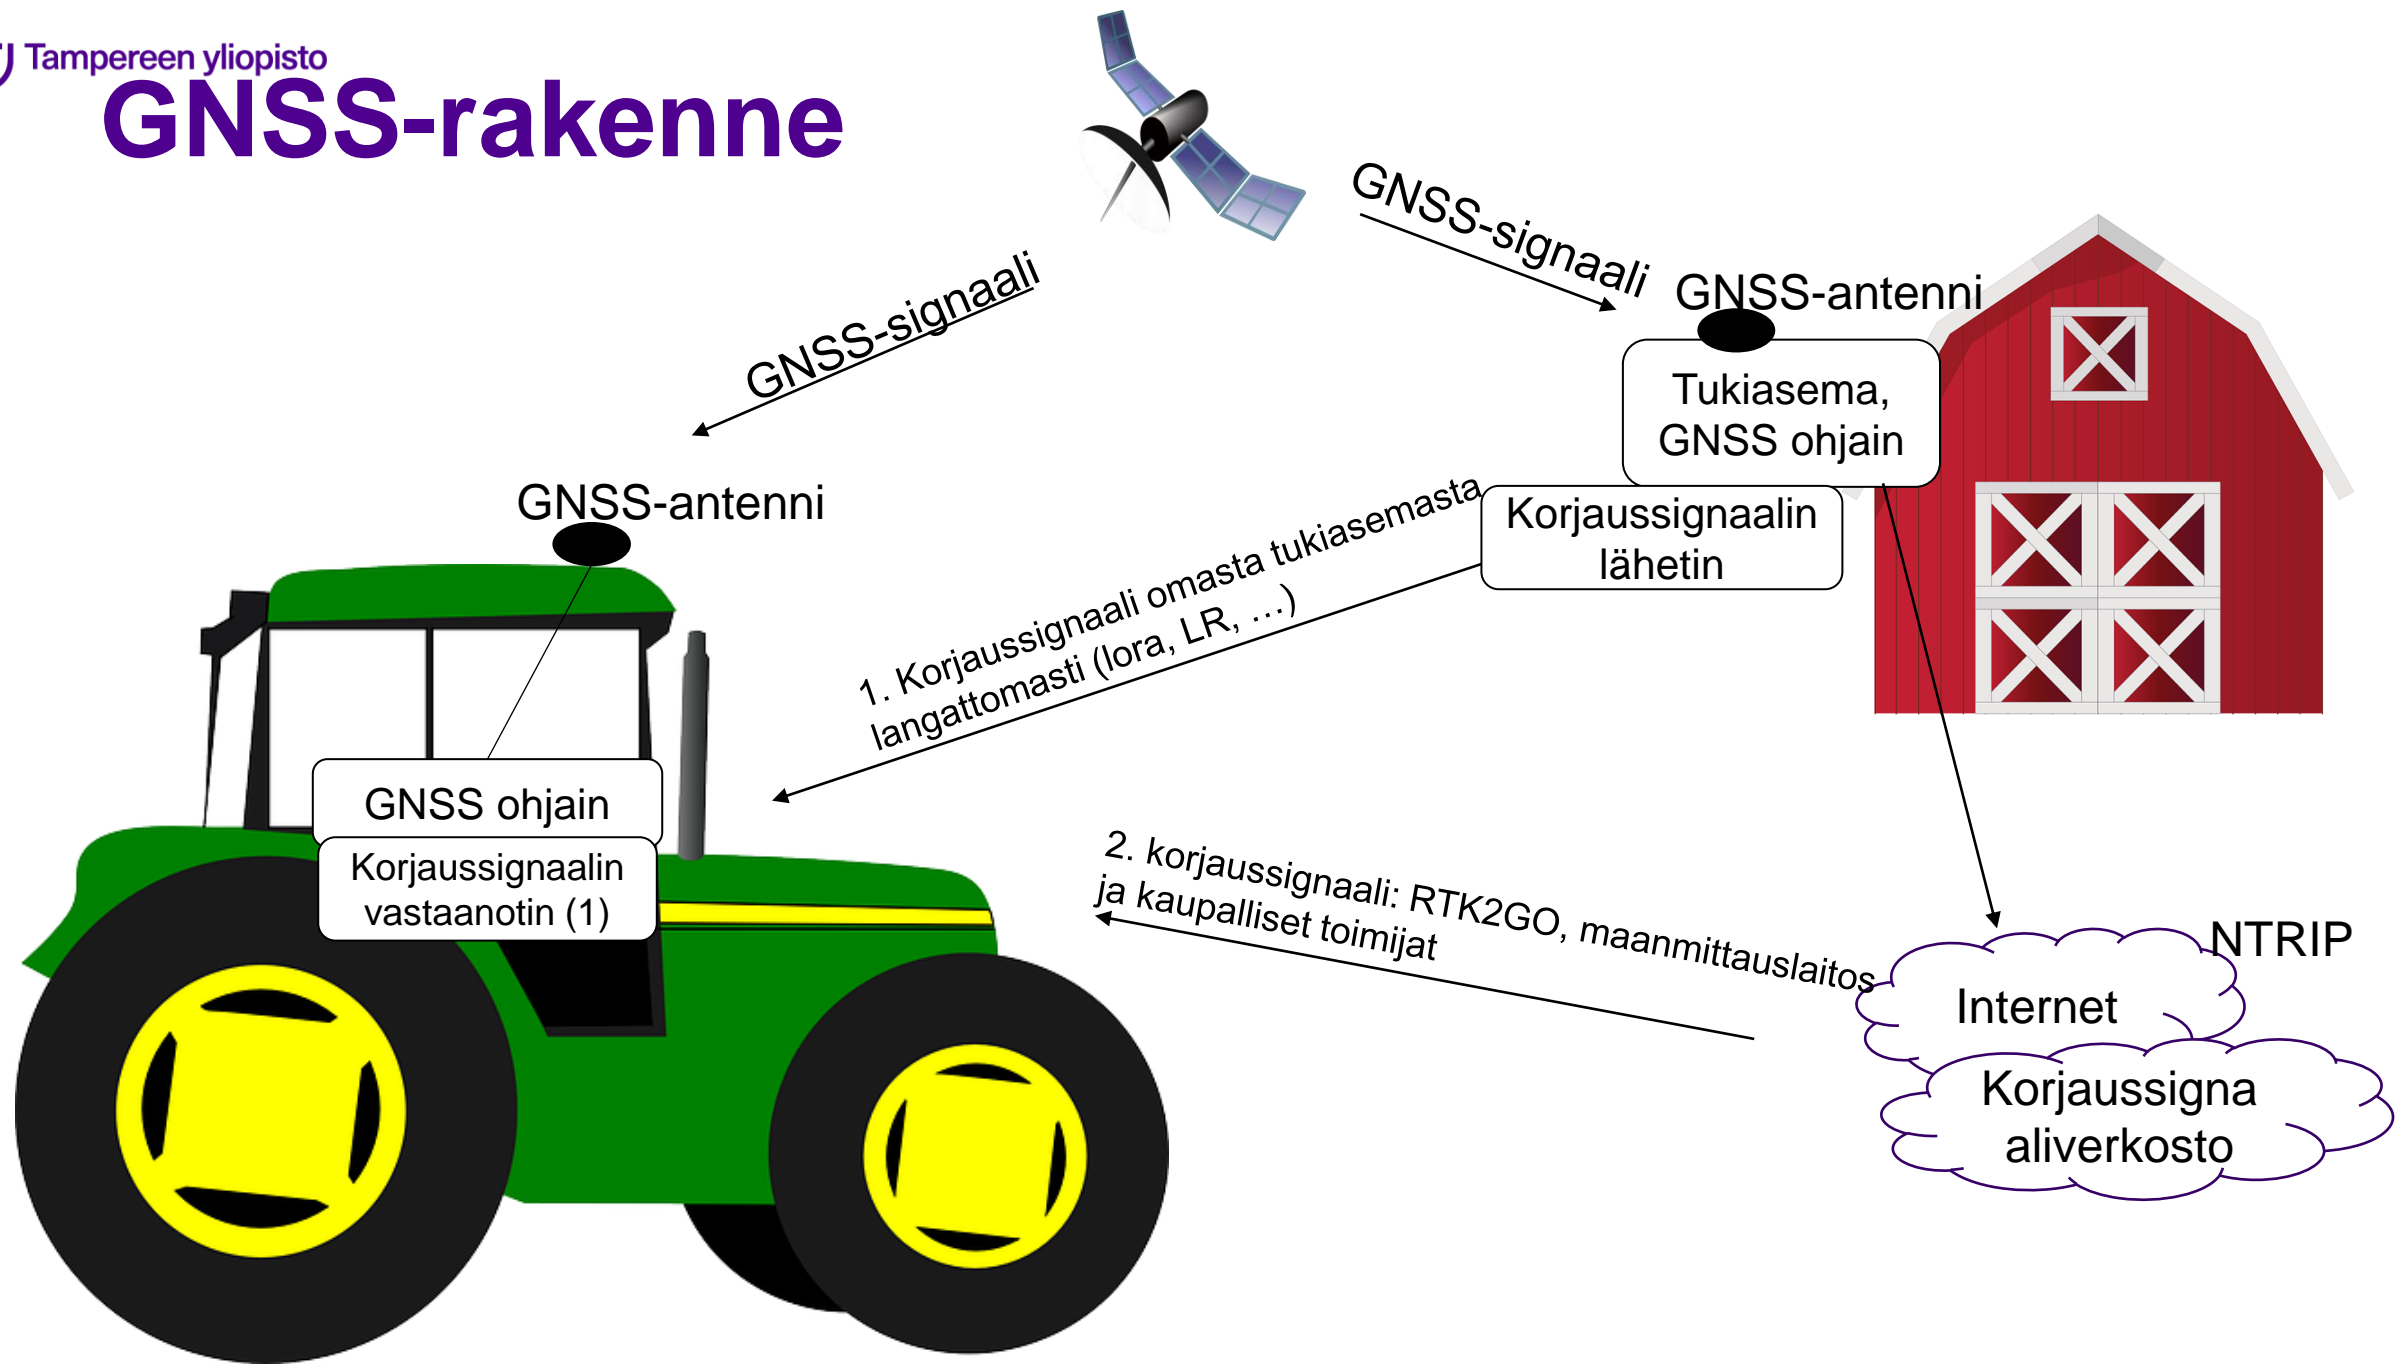 Tampereen yliopisto
GNSS-rakenne
GNSS-signaali
GNSS-signaali
GNSS-antenni
Tukiasema,
GNSS ohjain
Korjaussignaalin
lähetin
GNSS-antenni
1. Korjaussignaali omasta tukiasemasta
langattomasti (lora, LR, …)
GNSS ohjain
Korjaussignaalin
vastaanotin (1)
2. korjaussignaali: RTK2GO, maanmittauslaitos
ja kaupalliset toimijat
NTRIP
Internet
Korjaussigna
aliverkosto